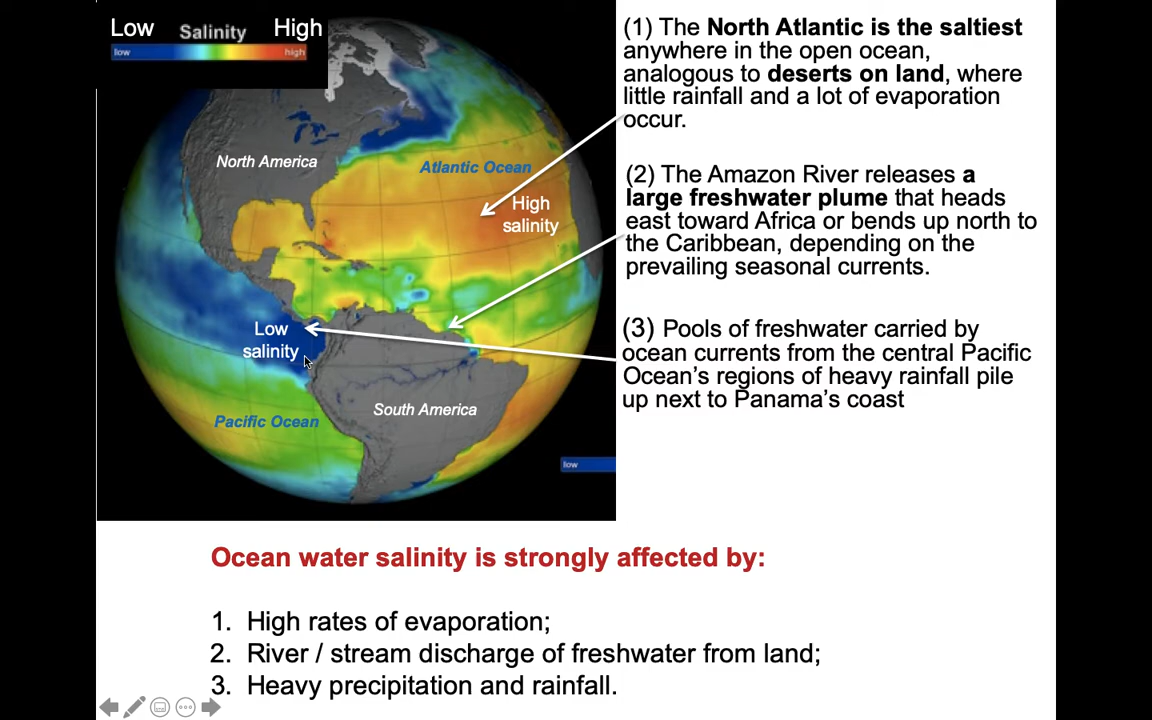 Low Salinity High
low high
(1) The North Atlantic is the saltiest
anywhere in the open ocean,
analogous to deserts on land, where
little rainfall and a lot of evaporation
occur.
North America
Atlantic Ocean
High
salinity
(2) The Amazon River releases a
large freshwater plume that heads
east toward Africa or bends up north to
the Caribbean, depending on the
prevailing seasonal currents.
Low
salinity
(3) Pools of freshwater carried by
ocean currents from the central Pacific
Ocean's regions of heavy rainfall pile
up next to Panama's coast
South America
Pacific Ocean
low
Ocean water salinity is strongly affected by:
1. High rates of evaporation;
2. River / stream discharge of freshwater from land;
3. Heavy precipitation and rainfall.